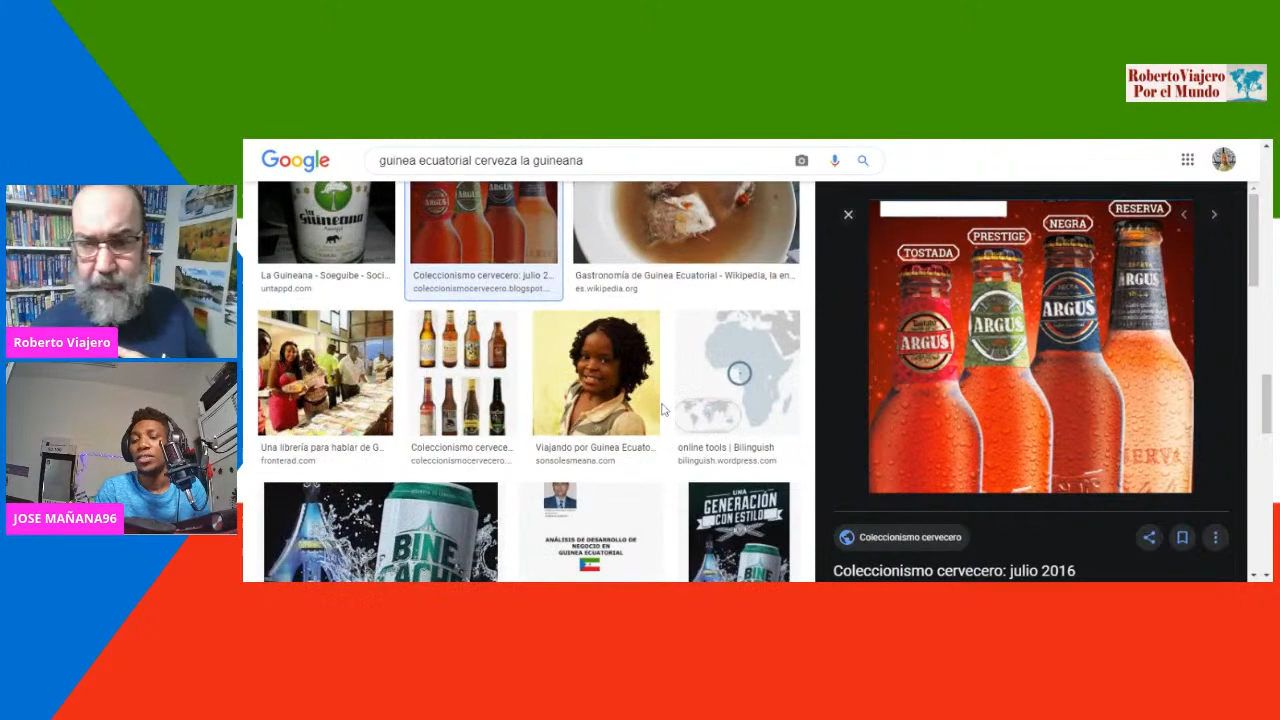 RobertoViajero
Por el Mundo
Google
guinea ecuatorial cerveza la guineana
Guineana
La Guineana - Soeguibe - Soci...
untappd.com
ARGUS
Coleccionismo cervecero: julio 2...
coleccionismocervecero.blogspot....
Gastronomía de Guinea Ecuatorial - Wikipedia, la en...
es.wikipedia.org
TOSTADA
PRESTIGE
NEGRA
RESERVA
ARGUS
ARGUS
ARGUS
ARGUS
Roberto Viajero
JOSE MAÑANA96
Una librería para hablar de G...
fronterad.com
Coleccionismo cervece...
coleccionismocervecero....
Viajando por Guinea Ecuato...
sonsolesmeana.com
online tools | Bilinguish
bilinguish.wordpress.com
BINE
ANÁLISIS DE DESARROLLO DE
NEGOCIO EN
GUINEA ECUATORIAL
UNA
GENERACIÓN
CON ESTILO
BINE
Coleccionismo cervecero
Coleccionismo cervecero: julio 2016